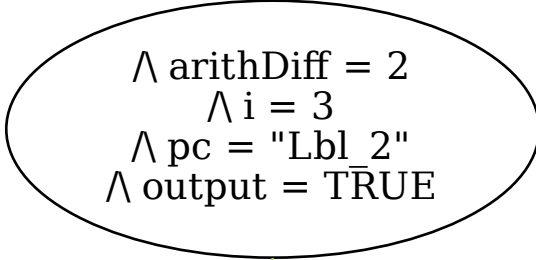 /\ arithDiff = 2
/\ i = 3
/\ pc = "Lbl_2"
/\ output = TRUE